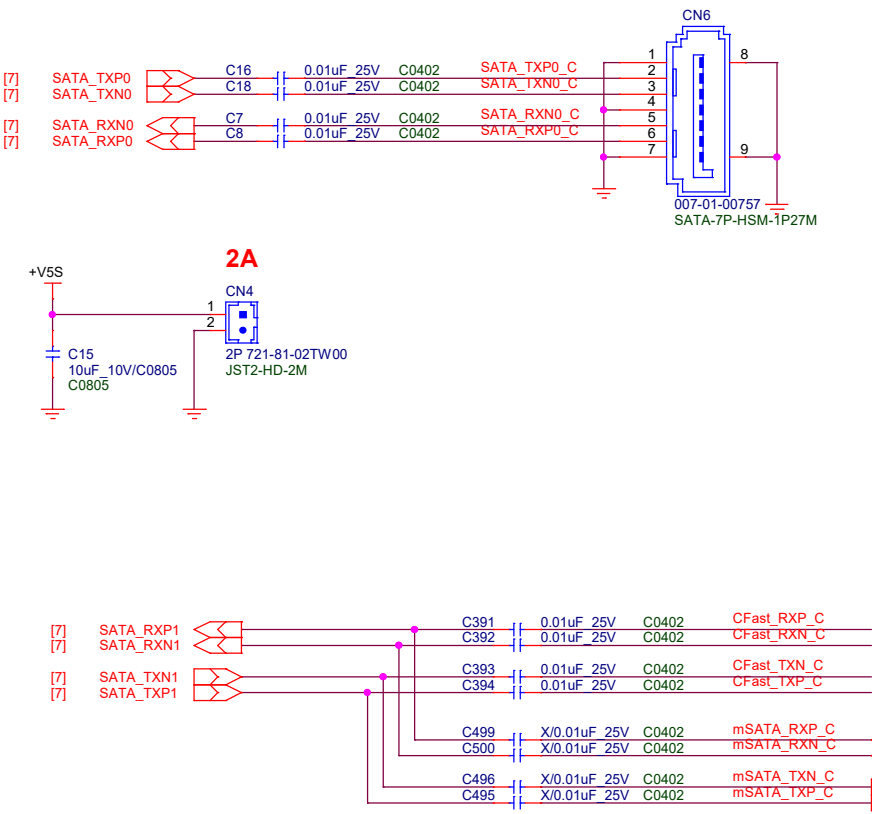 CN6
[7] SATA_TXP0 C16 0.01uF_25V C0402 SATA_TXP0_C 1 8
[7] SATA_TXN0 C18 0.01uF_25V C0402 SATA_TXN0_C 2
3
4
[7] SATA_RXN0 C7 0.01uF_25V C0402 SATA_RXN0_C 5
[7] SATA_RXP0 C8 0.01uF_25V C0402 SATA_RXP0_C 6
7 9
007-01-00757
SATA-7P-HSM-1P27M
2A
+V5S
CN4
1
2
C15
10uF_10V/C0805
C0805
2P 721-81-02TW00
JST2-HD-2M
[7] SATA_RXP1 C391 0.01uF_25V C0402 CFast_RXP_C
[7] SATA_RXN1 C392 0.01uF_25V C0402 CFast_RXN_C
[7] SATA_TXN1 C393 0.01uF_25V C0402 CFast_TXN_C
[7] SATA_TXP1 C394 0.01uF_25V C0402 CFast_TXP_C
C499 X/0.01uF_25V C0402 mSATA_RXP_C
C500 X/0.01uF_25V C0402 mSATA_RXN_C
C496 X/0.01uF_25V C0402 mSATA_TXN_C
C495 X/0.01uF_25V C0402 mSATA_TXP_C